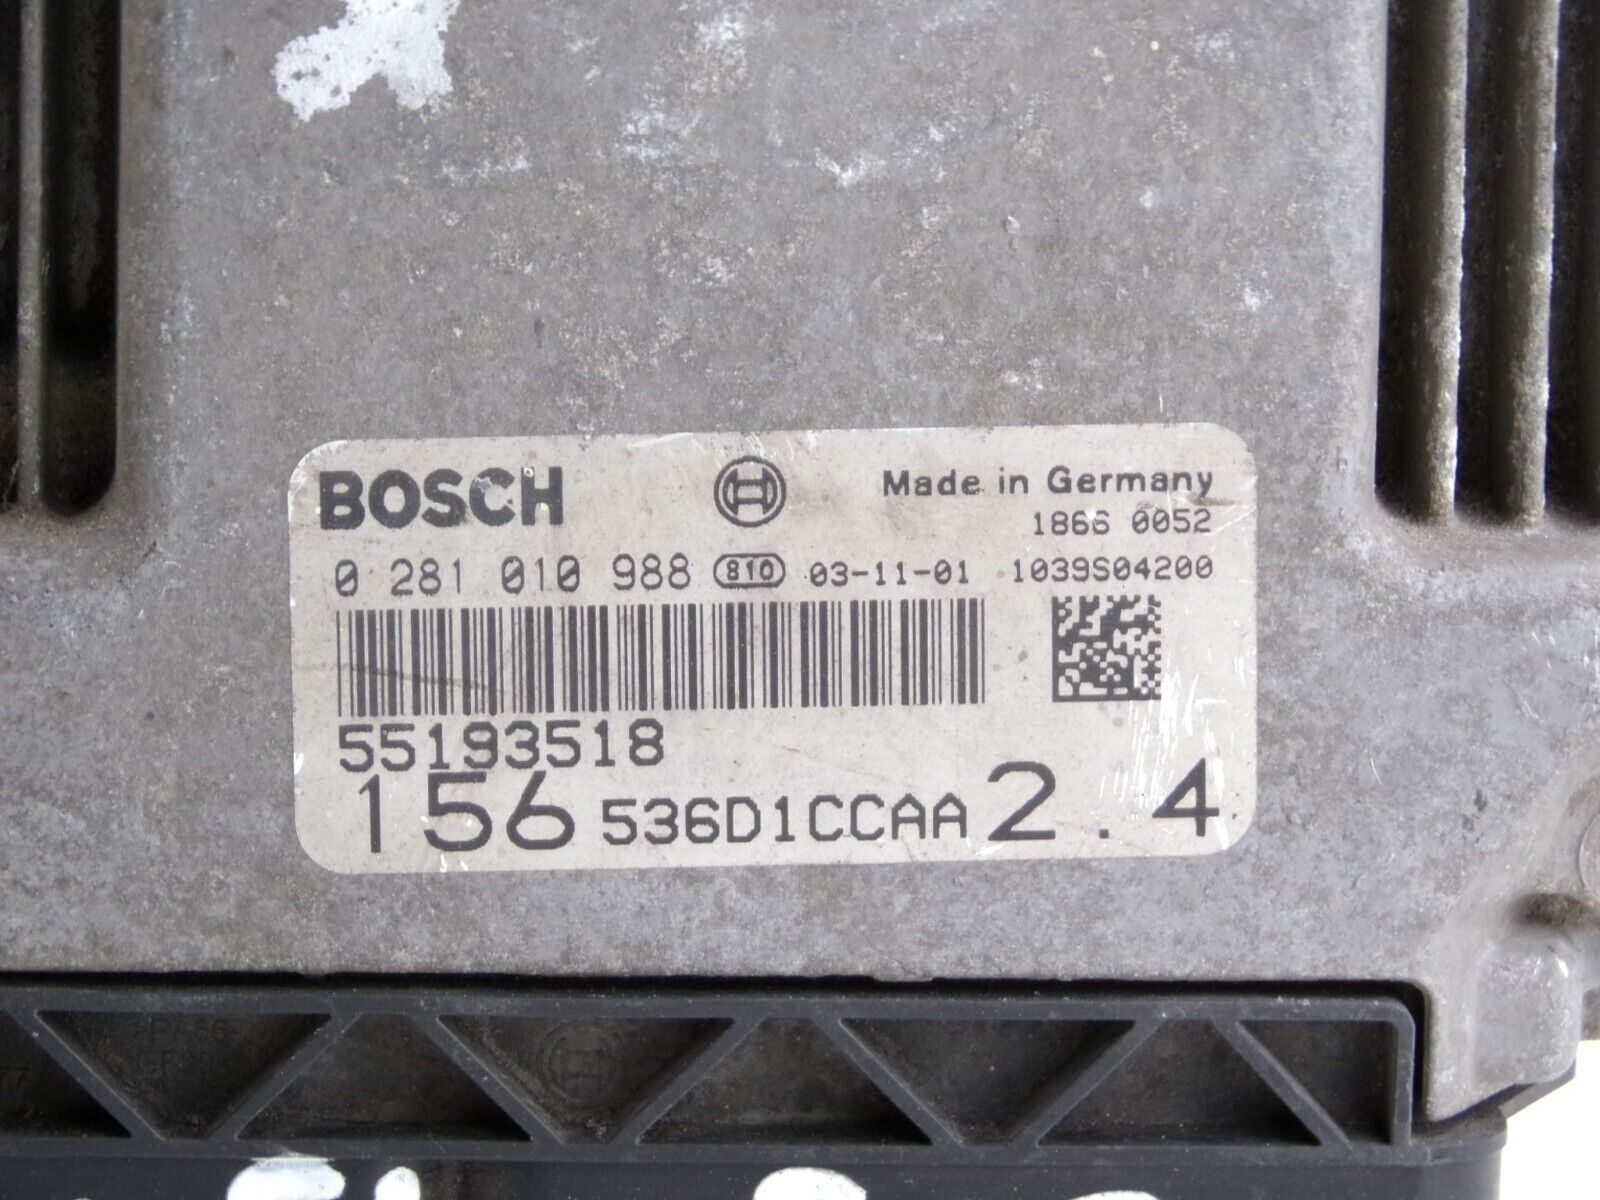 BOSCH Made in Germany
1866 0052
0 281 010 988 810 03-11-01 1039S04200
55193518
156 536D1CCAA 2.4